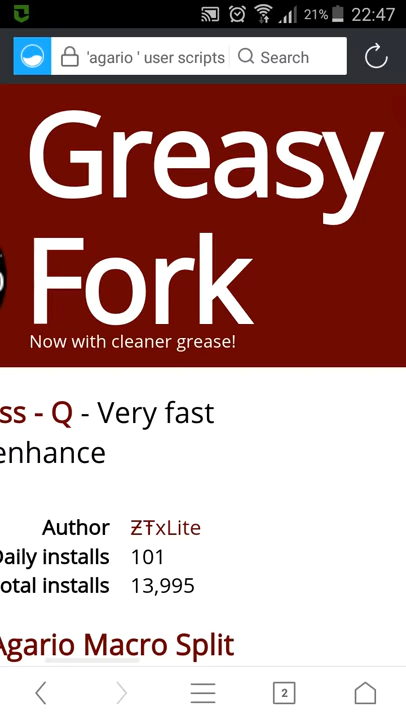 21% 22:47
'agario ' user scripts Search
Greasy
Fork
Now with cleaner grease!
ss - Q - Very fast
enhance
Author ƵŦxLite
Daily installs 101
otal installs 13,995
Agario Macro Split
2